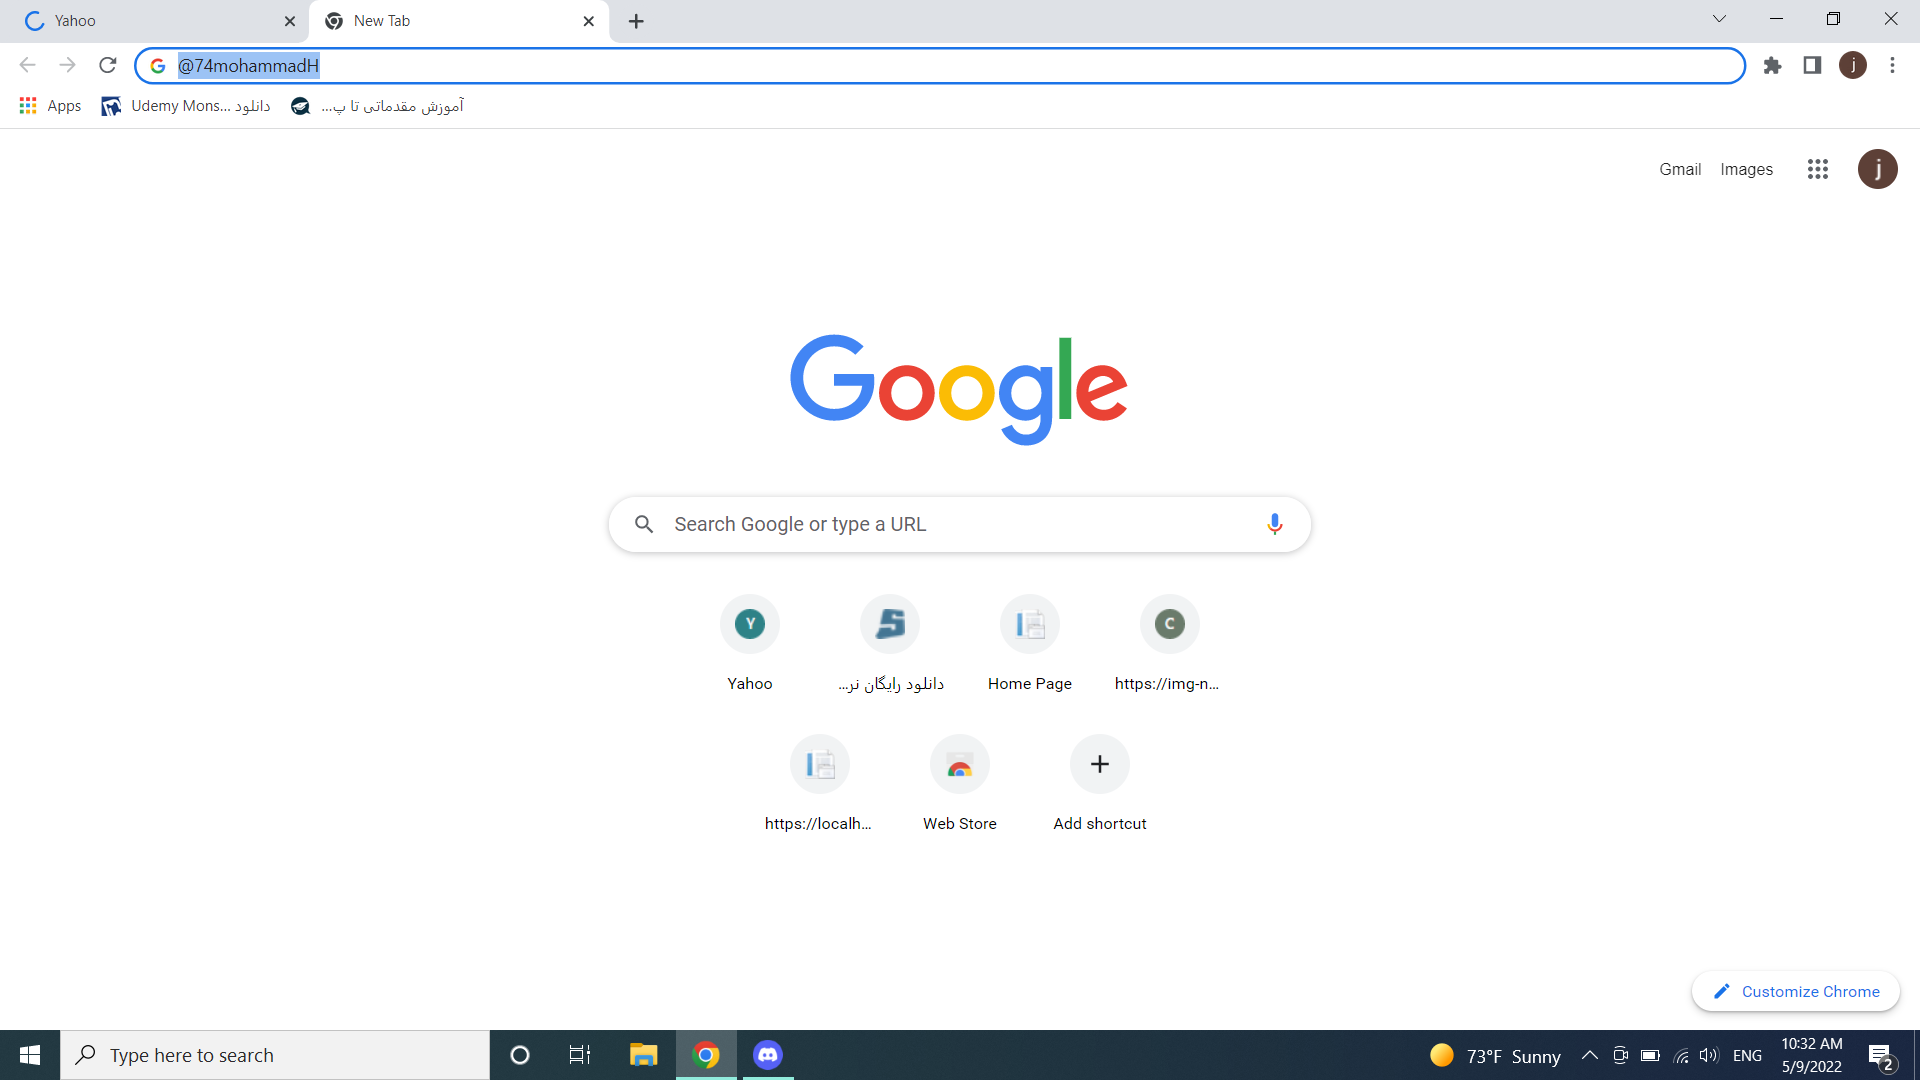 Yahoo
New Tab
@74mohammadH
j
Apps
Udemy Mons... دانلود
آموزش مقدماتی تا پ...
Gmail
Images
j
Google
Search Google or type a URL
Y
C
Yahoo
دانلود رایگان نر...
Home Page
https://img-n...
https://localh...
Web Store
Add shortcut
Customize Chrome
Type here to search
73°F Sunny
ENG
10:32 AM
5/9/2022
2